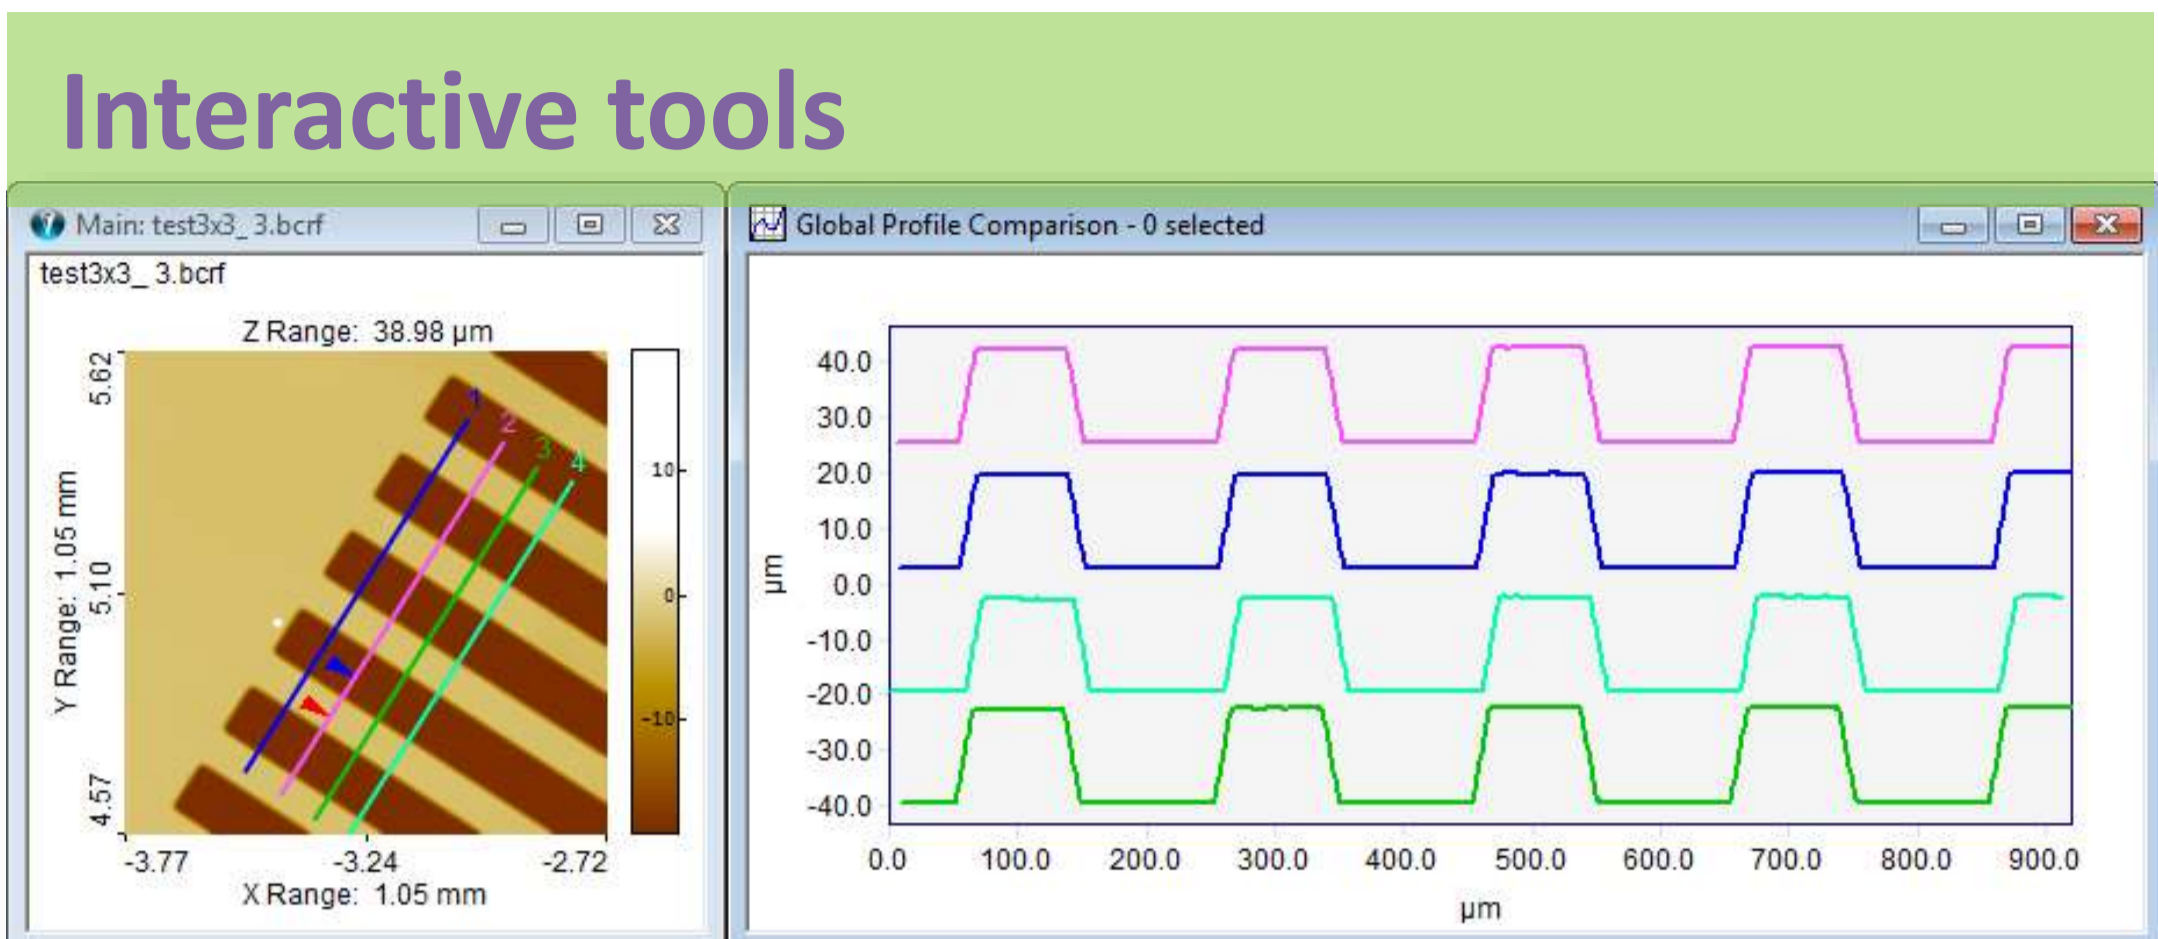 Interactive tools
Main: test3x3_ 3.bcrf
test3x3_ 3.bcrf
Z Range: 38.98 µm
5.62
5.10
4.57
Y Range: 1.05 mm
1
2
3
4
10
0
-10
-3.77
-3.24
-2.72
X Range: 1.05 mm
Global Profile Comparison - 0 selected
40.0
30.0
20.0
10.0
0.0
-10.0
-20.0
-30.0
-40.0
µm
0.0 100.0 200.0 300.0 400.0 500.0 600.0 700.0 800.0 900.0
µm